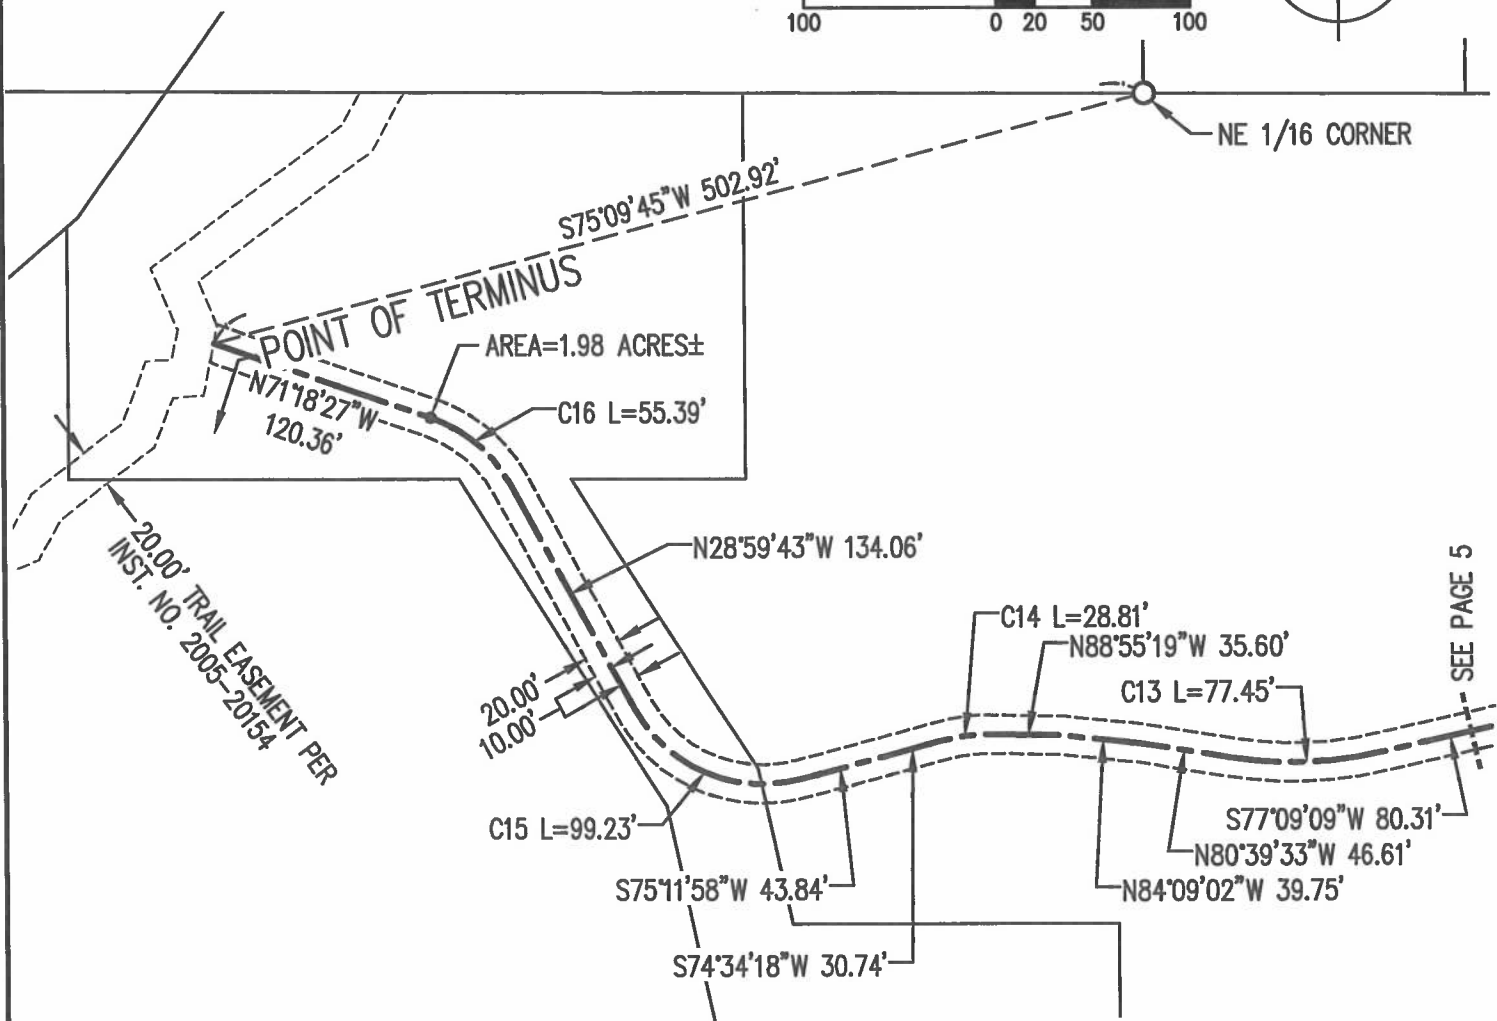 100 0 20 50 100
NE 1/16 CORNER
S75°09'45"W 502.92'
POINT OF TERMINUS
AREA=1.98 ACRES±
N71°18'27"W
120.36'
C16 L=55.39'
N28°59'43"W 134.06'
20.00' TRAIL EASEMENT PER
INST. NO. 2005-20154
20.00'
10.00'
C14 L=28.81'
N88°55'19"W 35.60'
C13 L=77.45'
SEE PAGE 5
C15 L=99.23'
S77°09'09"W 80.31'
N80°39'33"W 46.61'
N84°09'02"W 39.75'
S75°11'58"W 43.84'
S74°34'18"W 30.74'